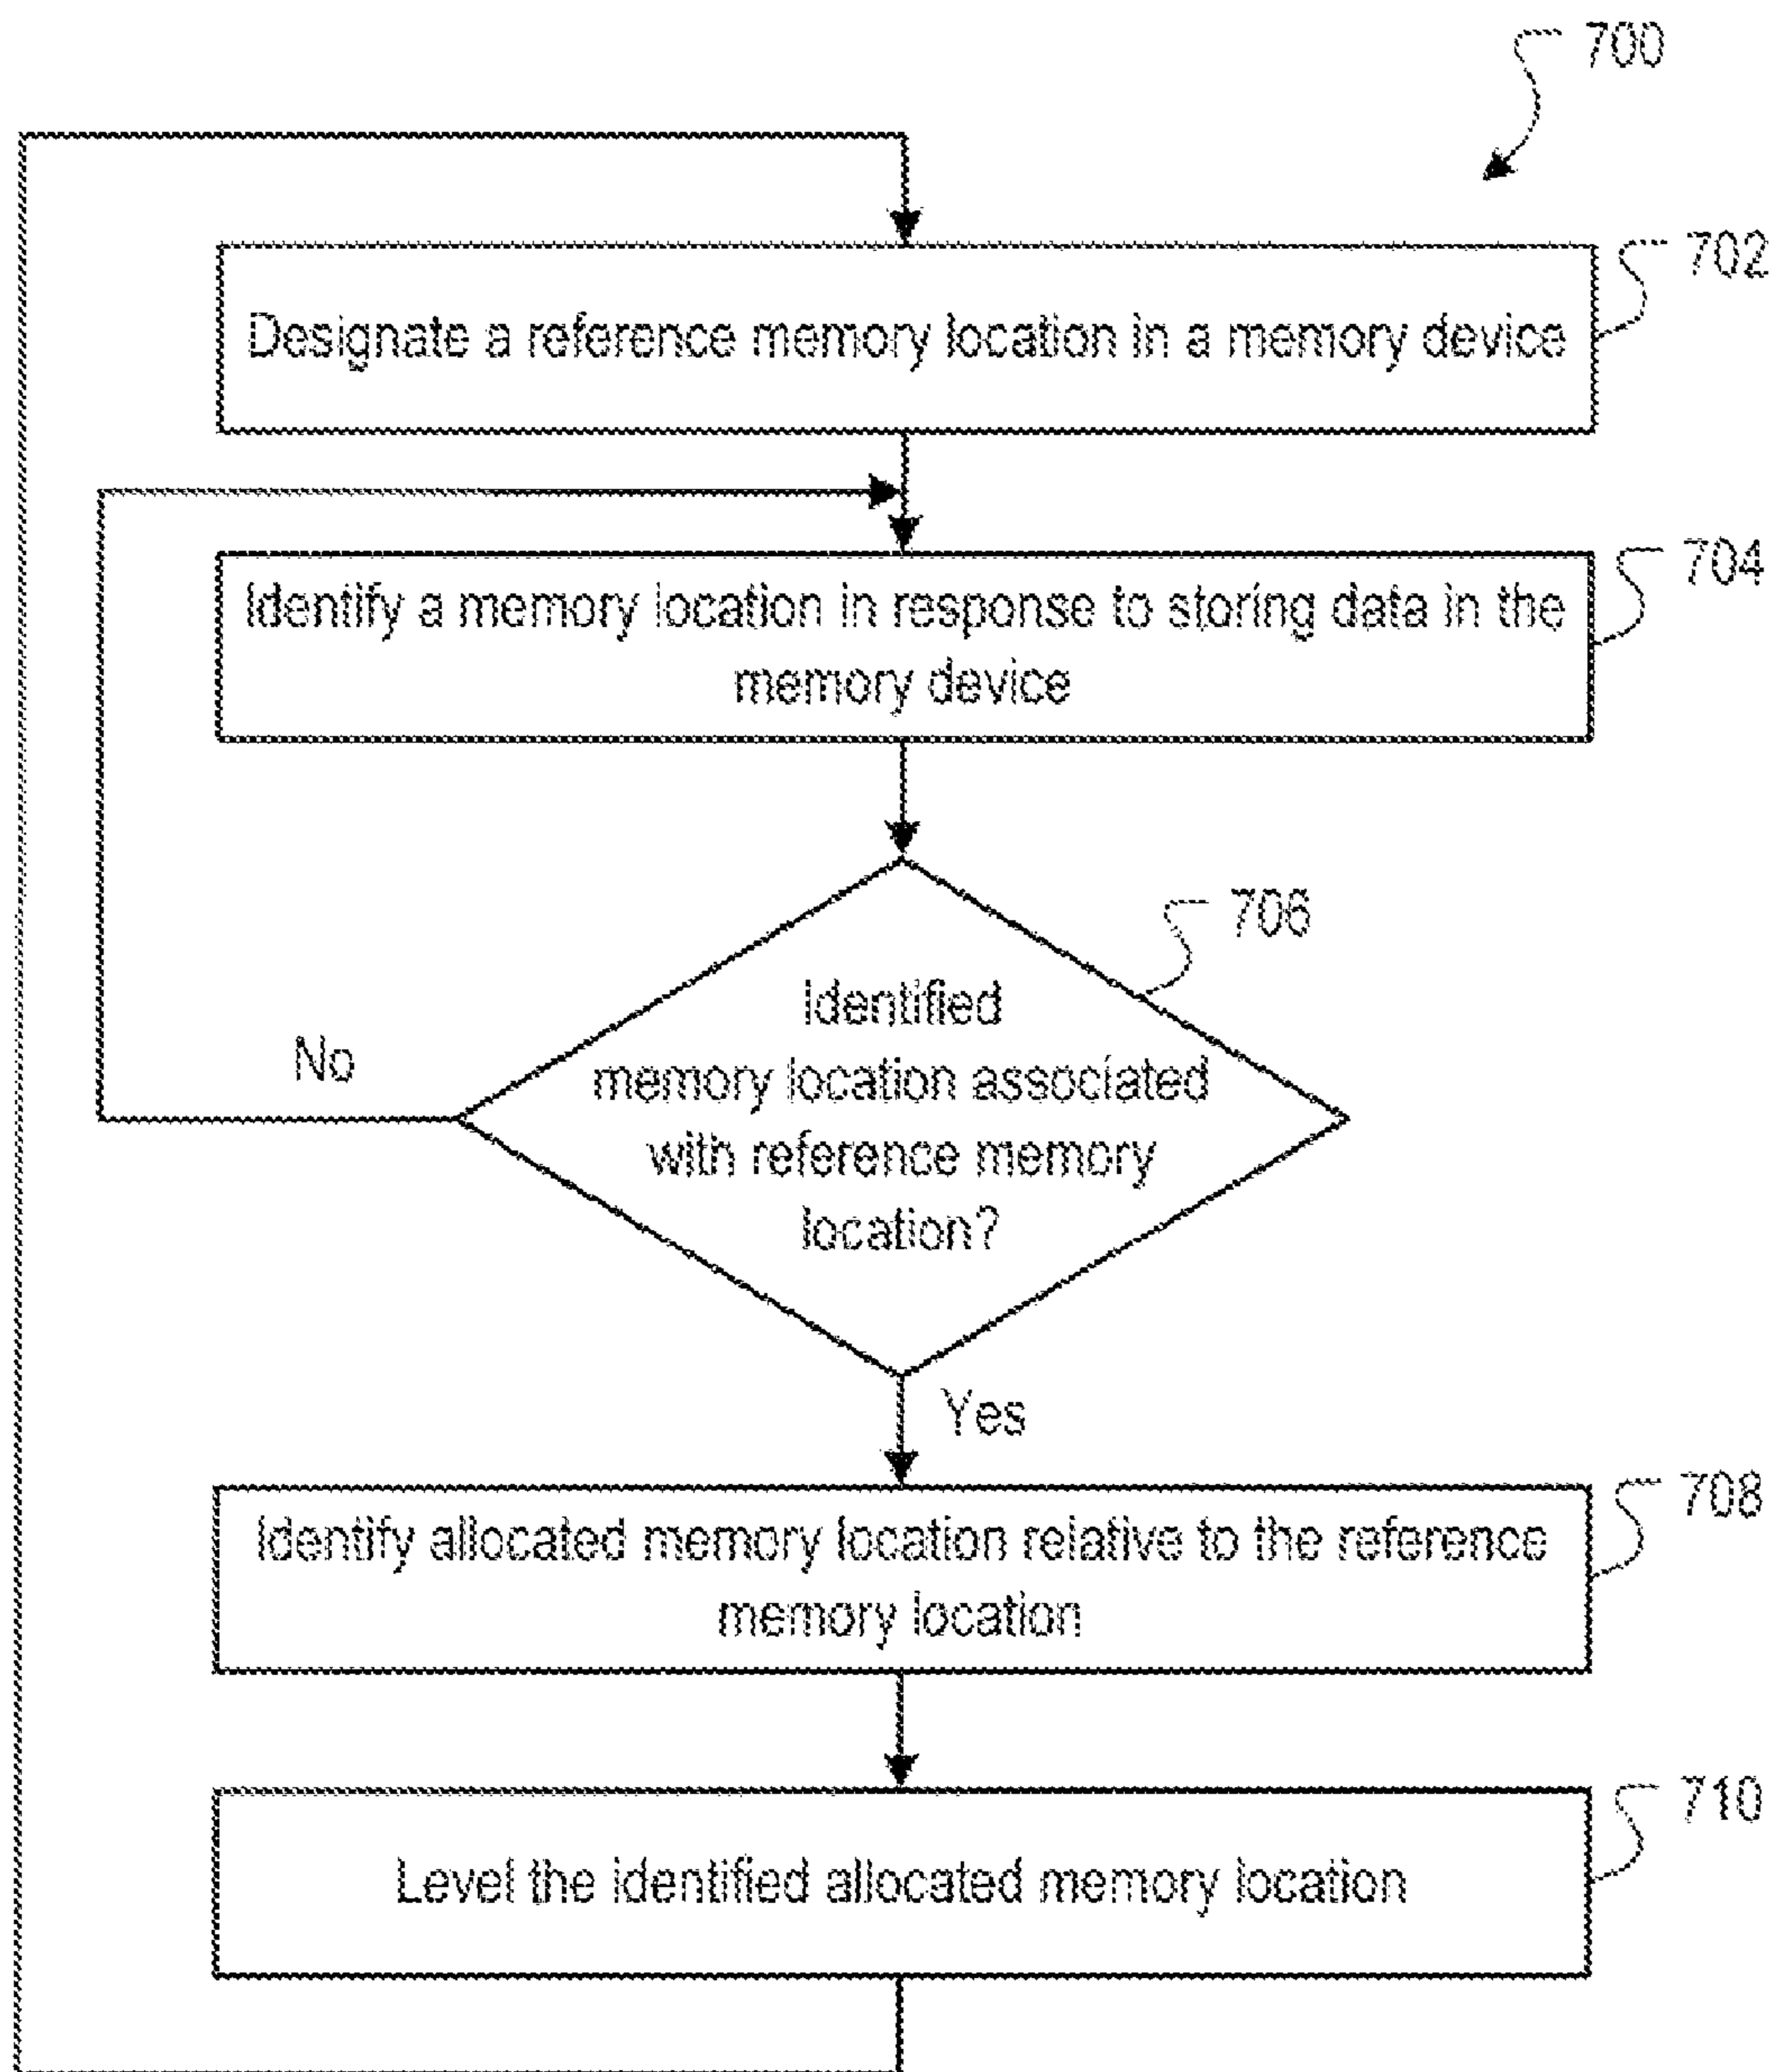 700
702
Designate a reference memory location in a memory device
704
Identify a memory location in response to storing data in the
memory device
706
Identified
memory location associated
with reference memory
location?
No
Yes
708
Identify allocated memory location relative to the reference
memory location
710
Level the identified allocated memory location